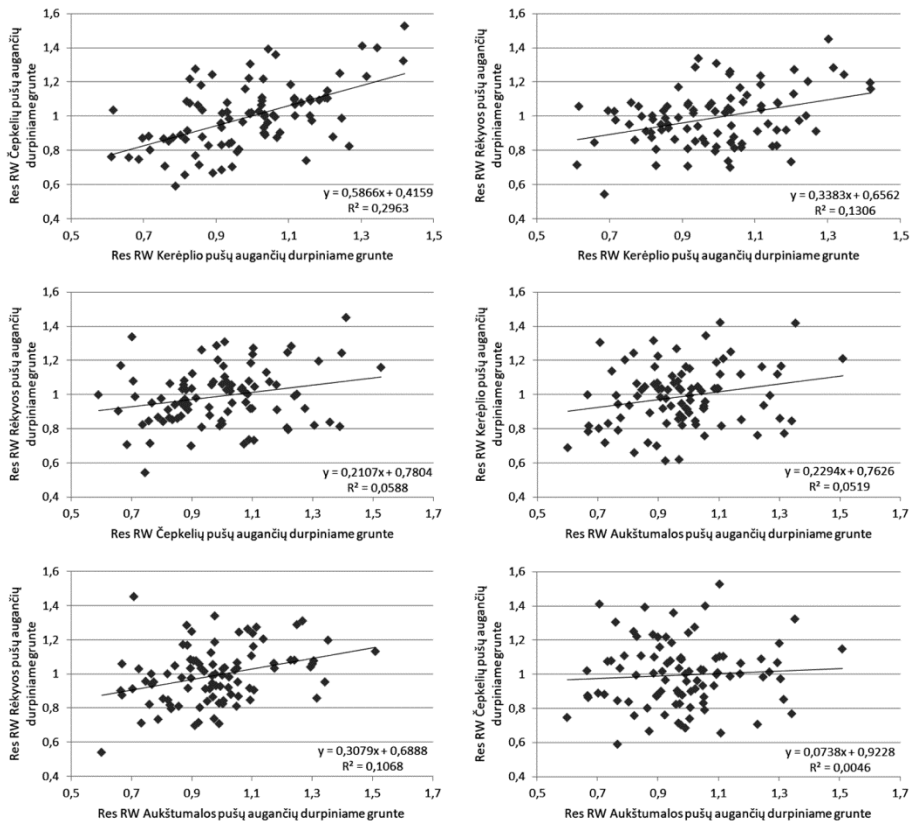 Res RW Čepkelių pušų augančių
durpiniame grunte
1,6
1,4
1,2
1
0,8
0,6
0,4
0,5
0,7
0,9
1,1
1,3
1,5
y = 0,5866x + 0,4159
R² = 0,2963
Res RW Kerėplio pušų augančių durpiniame grunte
Res RW Rėkyvos pušų augančių
durpiniame grunte
1,6
1,4
1,2
1
0,8
0,6
0,4
0,5
0,7
0,9
1,1
1,3
1,5
y = 0,3383x + 0,6562
R² = 0,1306
Res RW Kerėplio pušų augančių durpiniame grunte
Res RW Rėkyvos pušų augančių
durpiniame grunte
1,6
1,4
1,2
1
0,8
0,6
0,4
0,5
0,7
0,9
1,1
1,3
1,5
1,7
y = 0,2107x + 0,7804
R² = 0,0588
Res RW Čepkelių pušų augančių durpiniame grunte
Res RW Kerėplio pušų augančių
durpiniame grunte
1,6
1,4
1,2
1
0,8
0,6
0,4
0,5
0,7
0,9
1,1
1,3
1,5
1,7
y = 0,2294x + 0,7626
R² = 0,0519
Res RW Aukštumalos pušų augančių durpiniame grunte
Res RW Rėkyvos pušų augančių
durpiniame grunte
1,6
1,4
1,2
1
0,8
0,6
0,4
0,5
0,7
0,9
1,1
1,3
1,5
1,7
y = 0,3079x + 0,6888
R² = 0,1068
Res RW Aukštumalos pušų augančių durpiniame grunte
Res RW Čepkelių pušų augančių
durpiniame grunte
1,6
1,4
1,2
1
0,8
0,6
0,4
0,5
0,7
0,9
1,1
1,3
1,5
1,7
y = 0,0738x + 0,9228
R² = 0,0046
Res RW Aukštumalos pušų augančių durpiniame grunte